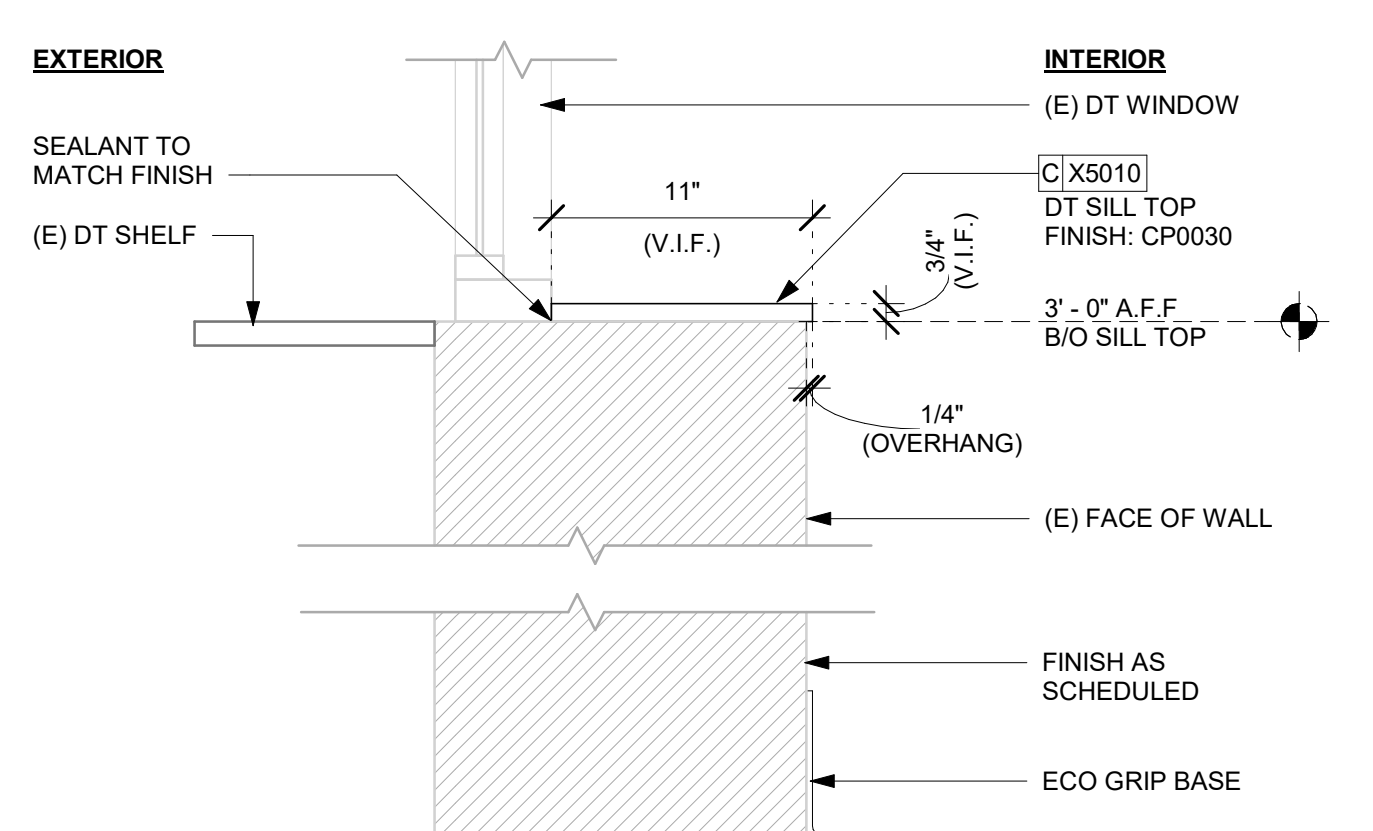 EXTERIOR
INTERIOR
(E) DT WINDOW
SEALANT TO
MATCH FINISH
C X5010
DT SILL TOP
FINISH: CP0030
11"
(V.I.F.)
(E) DT SHELF
3/4"
(V.I.F.)
3' - 0" A.F.F
B/O SILL TOP
1/4"
(OVERHANG)
(E) FACE OF WALL
FINISH AS
SCHEDULED
ECO GRIP BASE